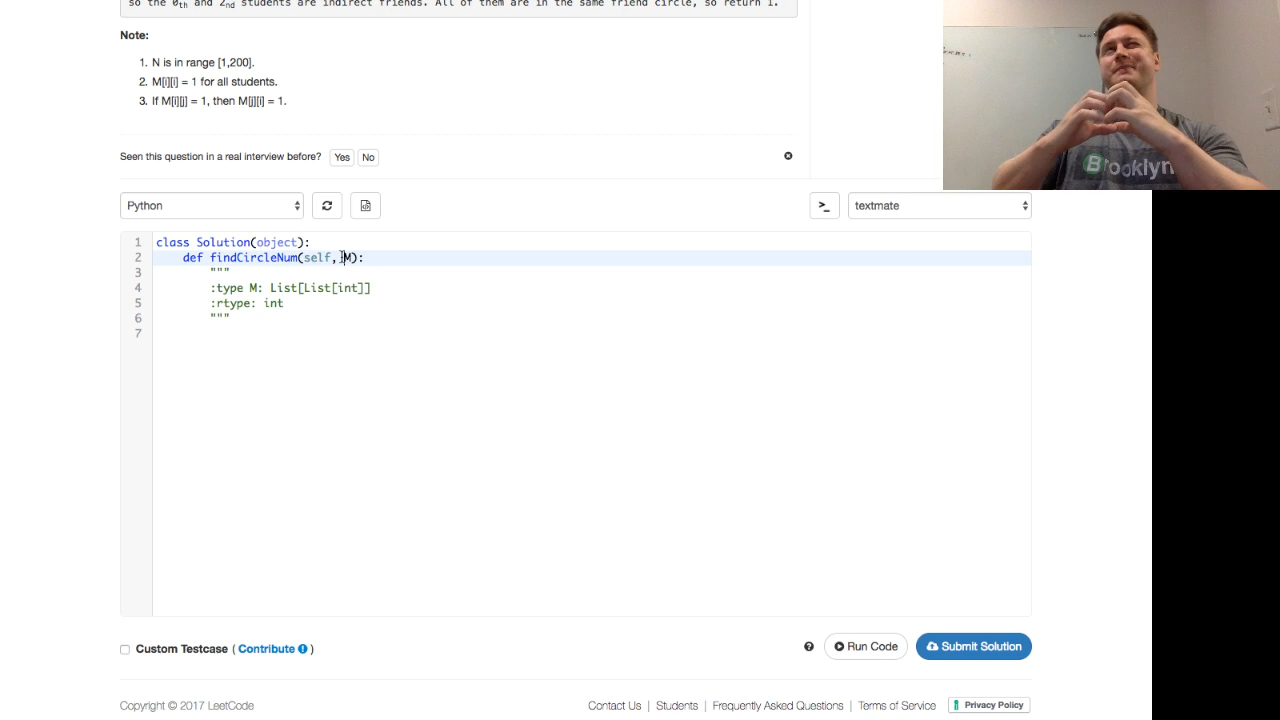 so the 0th and 2nd students are indirect friends. All of them are in the same friend circle, so return 1.
Note:
1. N is in range [1,200].
2. M[i][i] = 1 for all students.
3. If M[i][j] = 1, then M[j][i] = 1.
Seen this question in a real interview before? Yes No
Python
>_
textmate
1 class Solution(object):
2 def findCircleNum(self, M):
3 """
4 :type M: List[List[int]]
5 :rtype: int
6 """
7
Brooklyn
Custom Testcase ( Contribute )
Run Code
Submit Solution
Copyright © 2017 LeetCode
Contact Us | Students | Frequently Asked Questions | Terms of Service
Privacy Policy